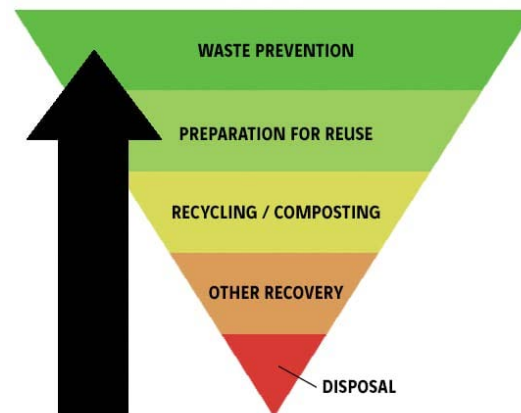 WASTE PREVENTION
PREPARATION FOR REUSE
RECYCLING / COMPOSTING
OTHER RECOVERY
DISPOSAL